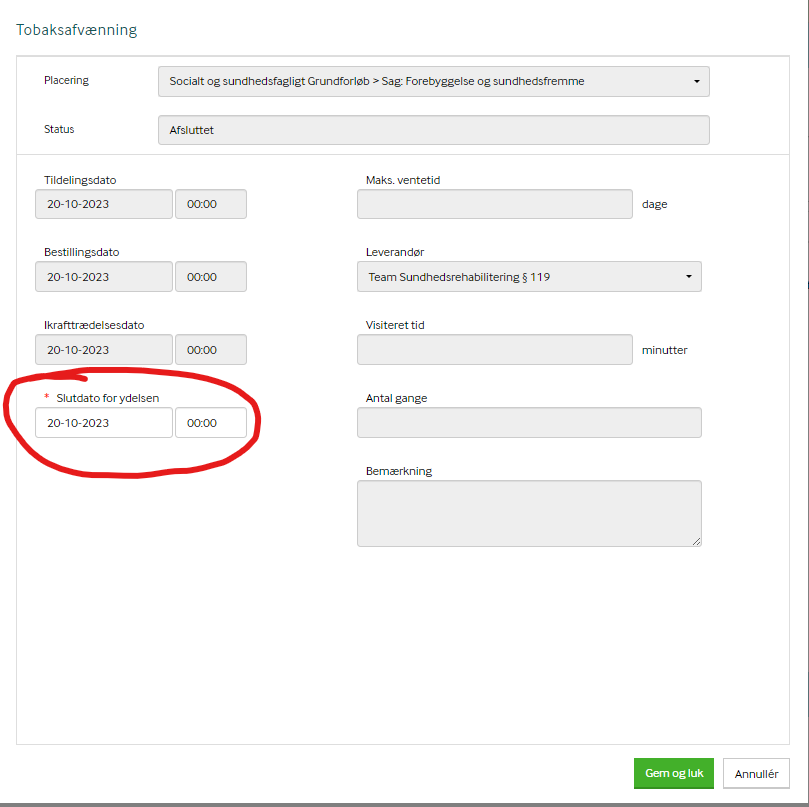 Tobaksafvænning
Placering
Socialt og sundhedsfagligt Grundforløb > Sag: Forebyggelse og sundhedsfremme
Status
Afsluttet
Tildelingsdato
20-10-2023 00:00
Maks. ventetid
dage
Bestillingsdato
20-10-2023 00:00
Leverandør
Team Sundhedsrehabilitering § 119
Ikrafttrædelsesdato
20-10-2023 00:00
Visiteret tid
minutter
* Slutdato for ydelsen
20-10-2023 00:00
Antal gange
Bemærkning
Gem og luk
Annullér